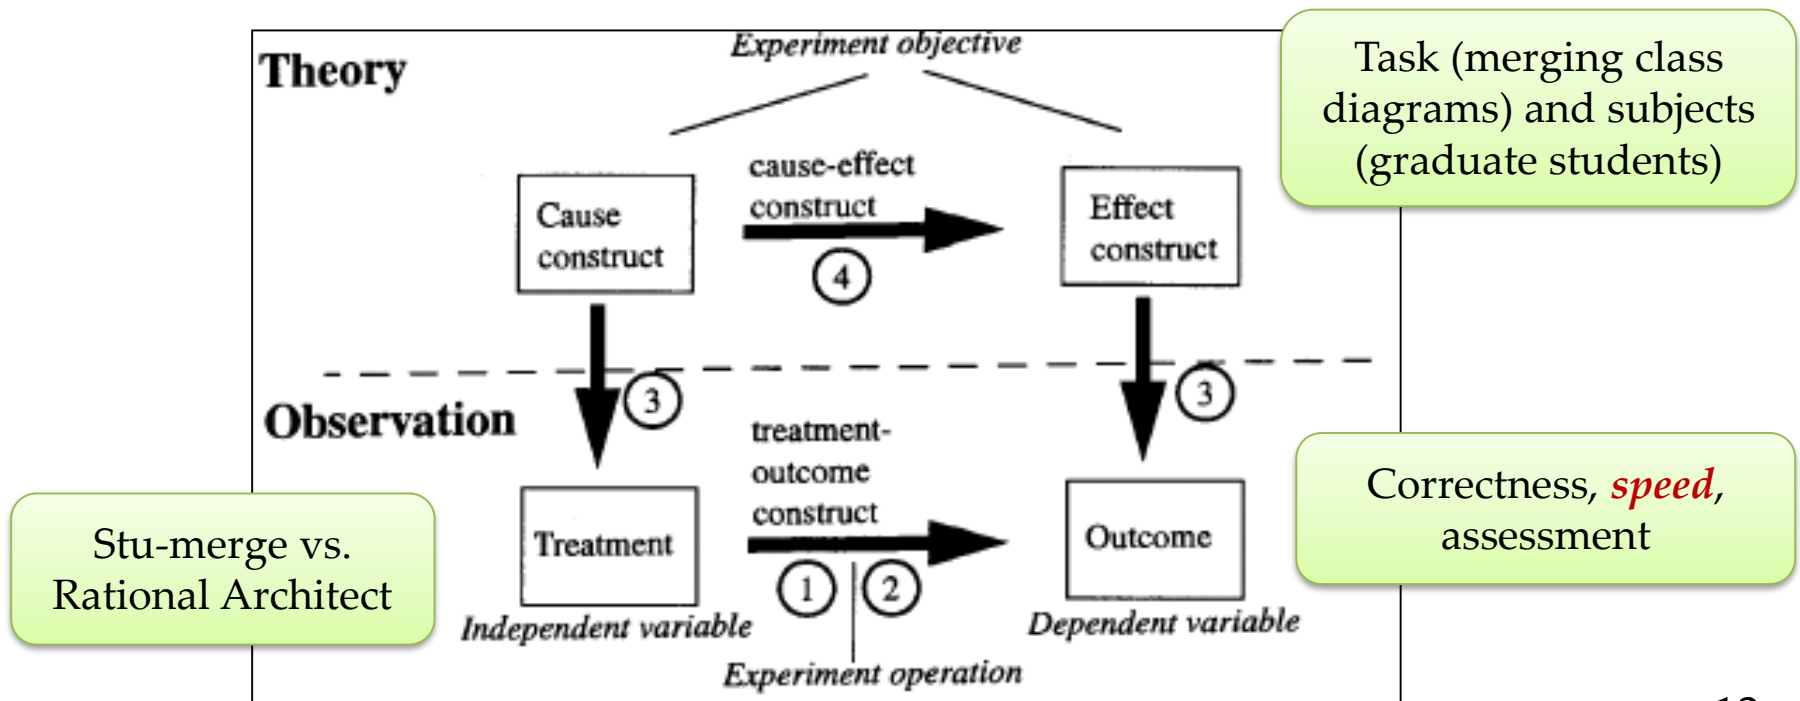 Experiment objective
Theory
Task (merging class
diagrams) and subjects
(graduate students)
cause-effect
construct
Cause
construct
Effect
construct
4
3
3
Observation
treatment-
outcome
construct
Correctness, speed,
assessment
Stu-merge vs.
Rational Architect
Treatment
Outcome
1 2
Independent variable
Dependent variable
Experiment operation